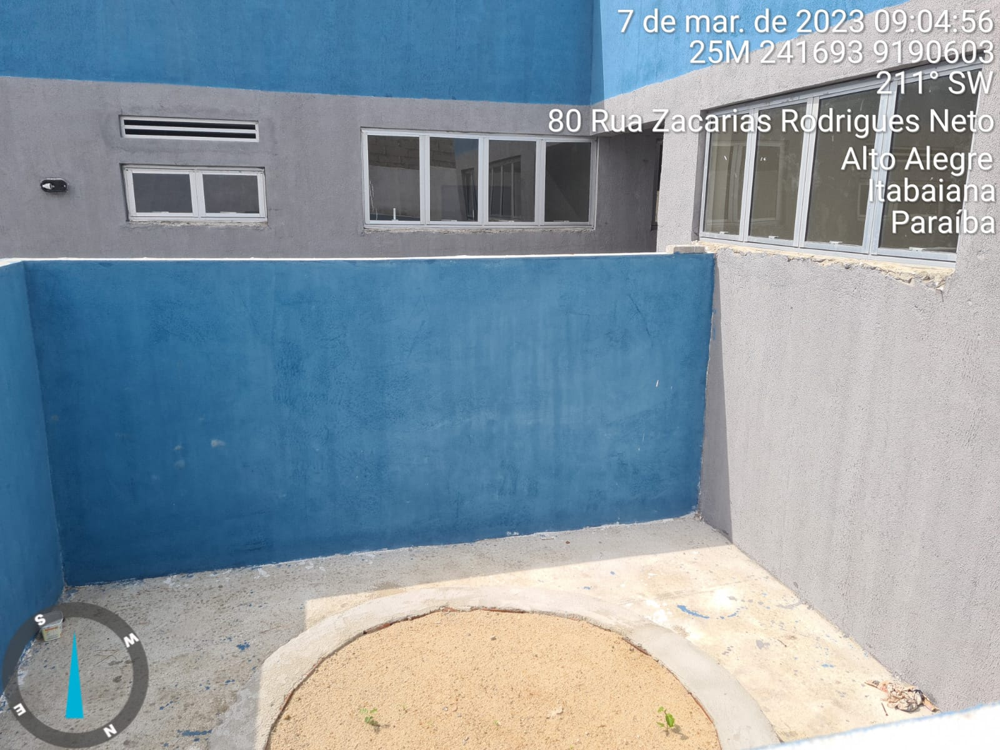 7 de mar. de 2023 09:04:56
25M 241693 9190603
211° SW
80 Rua Zacarias Rodrigues Neto
Alto Alegre
Itabaiana
Paraíba
S
W
E
N